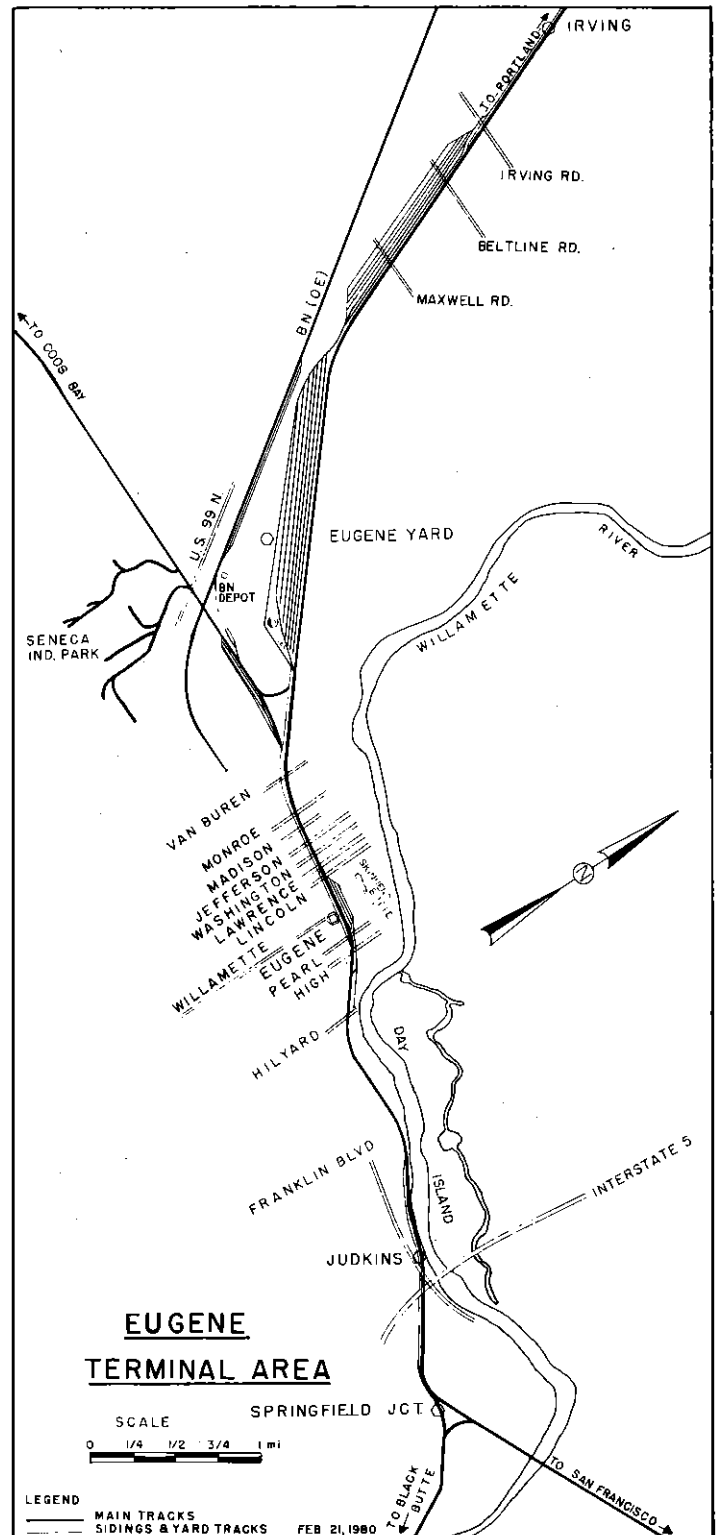 IRVING
TO PORTLAND
IRVING RD.
BELTLINE RD.
MAXWELL RD.
BN (OE)
TO COOS BAY
U.S. 99 N.
EUGENE YARD
RIVER
WILLAMETTE
BN
DEPOT
SENECA
IND. PARK
VAN BUREN
MONROE
MADISON
JEFFERSON
WASHINGTON
LAWRENCE
LINCOLN
WILLAMETTE
EUGENE
PEARL
HIGH
HILYARD
N
DAY
ISLAND
FRANKLIN BLVD
INTERSTATE 5
JUDKINS
EUGENE
TERMINAL AREA
SPRINGFIELD JCT.
SCALE
0 1/4 1/2 3/4 1 mi
TO SAN FRANCISCO
TO BLACK
BUTTE
LEGEND
MAIN TRACKS
SIDINGS & YARD TRACKS
FEB 21, 1980